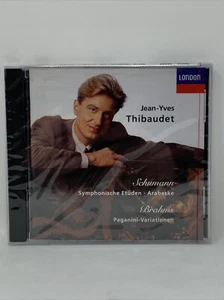 LONDON
Jean-Yves
Thibaudet
Schumann
Symphonische Etüden · Arabeske
Brahms
Paganini-Variationen